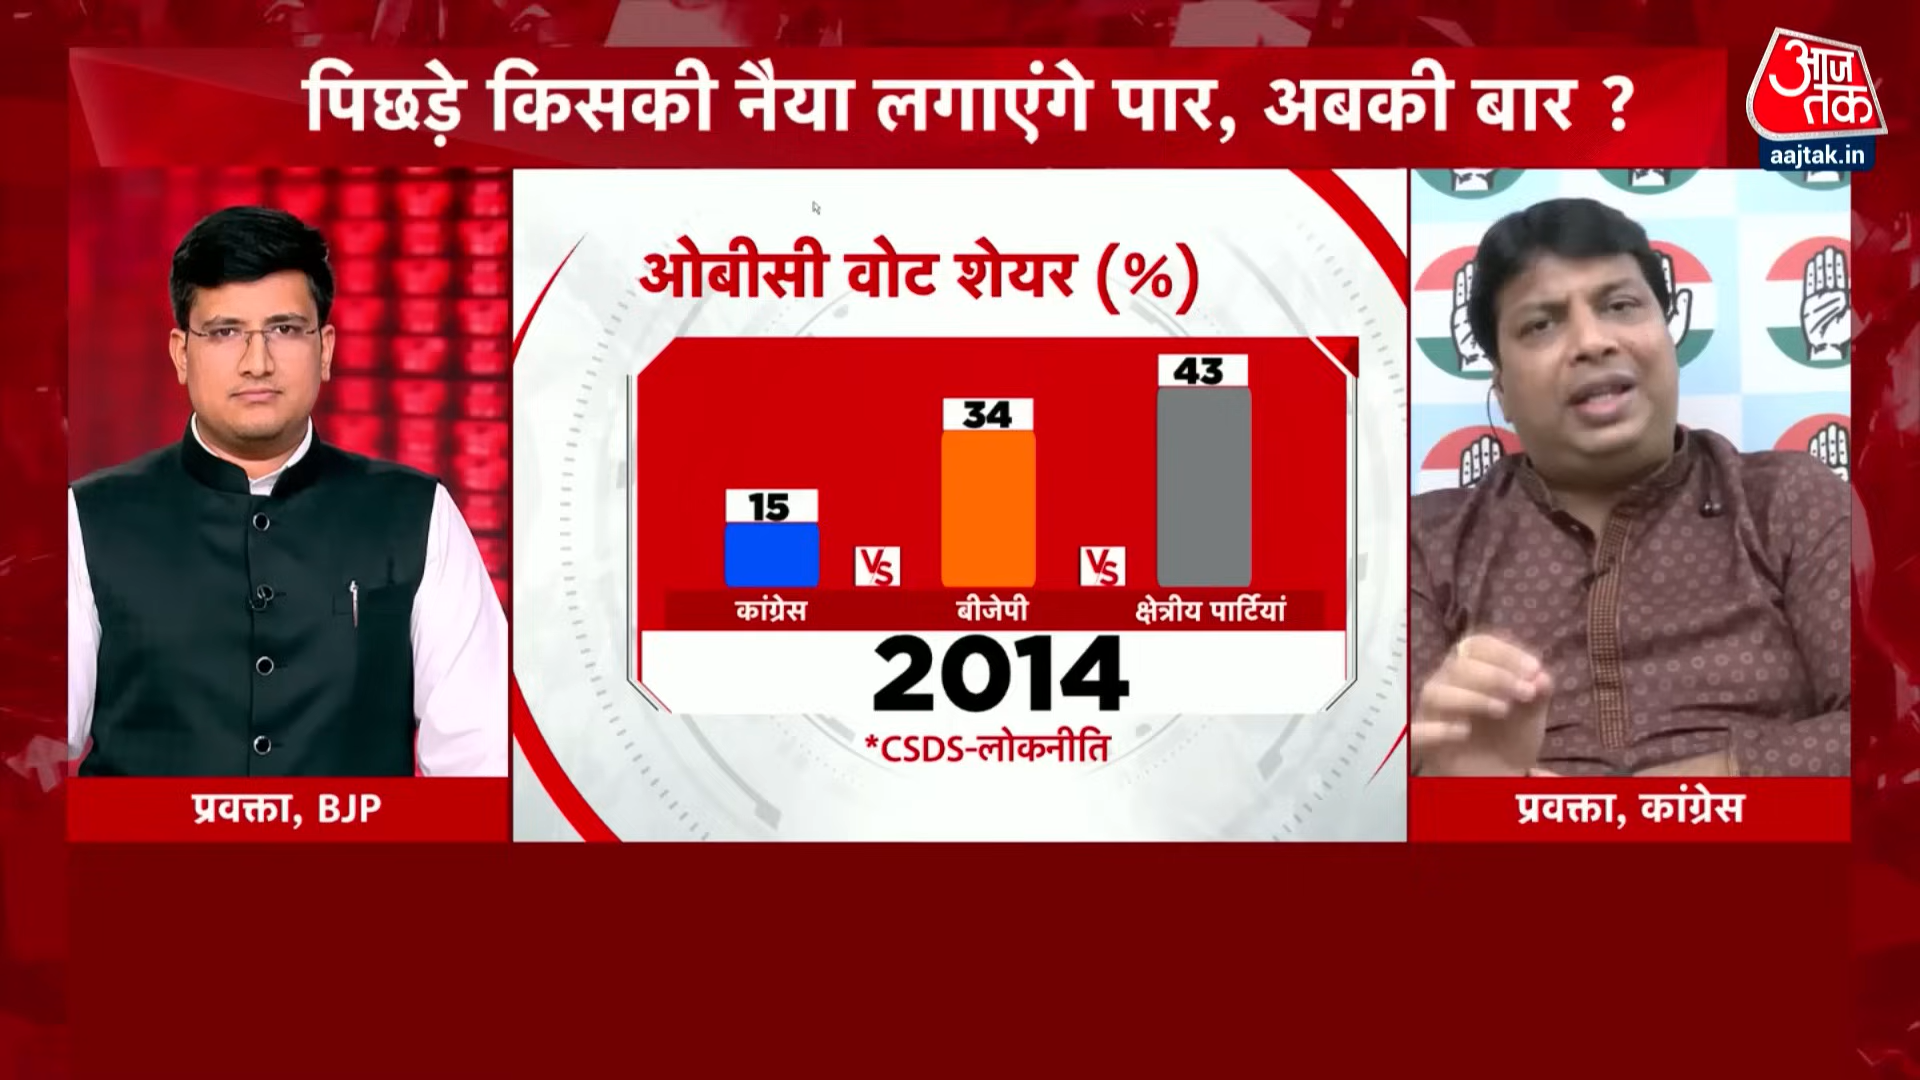 पिछड़े किसकी नैया लगाएंगे पार, अबकी बार ?
आज
तक
aajtak.in
ओबीसी वोट शेयर (%)
15
34
43
VS
VS
कांग्रेस
बीजेपी
क्षेत्रीय पार्टियां
2014
*CSDS-लोकनीति
प्रवक्ता, BJP
प्रवक्ता, कांग्रेस